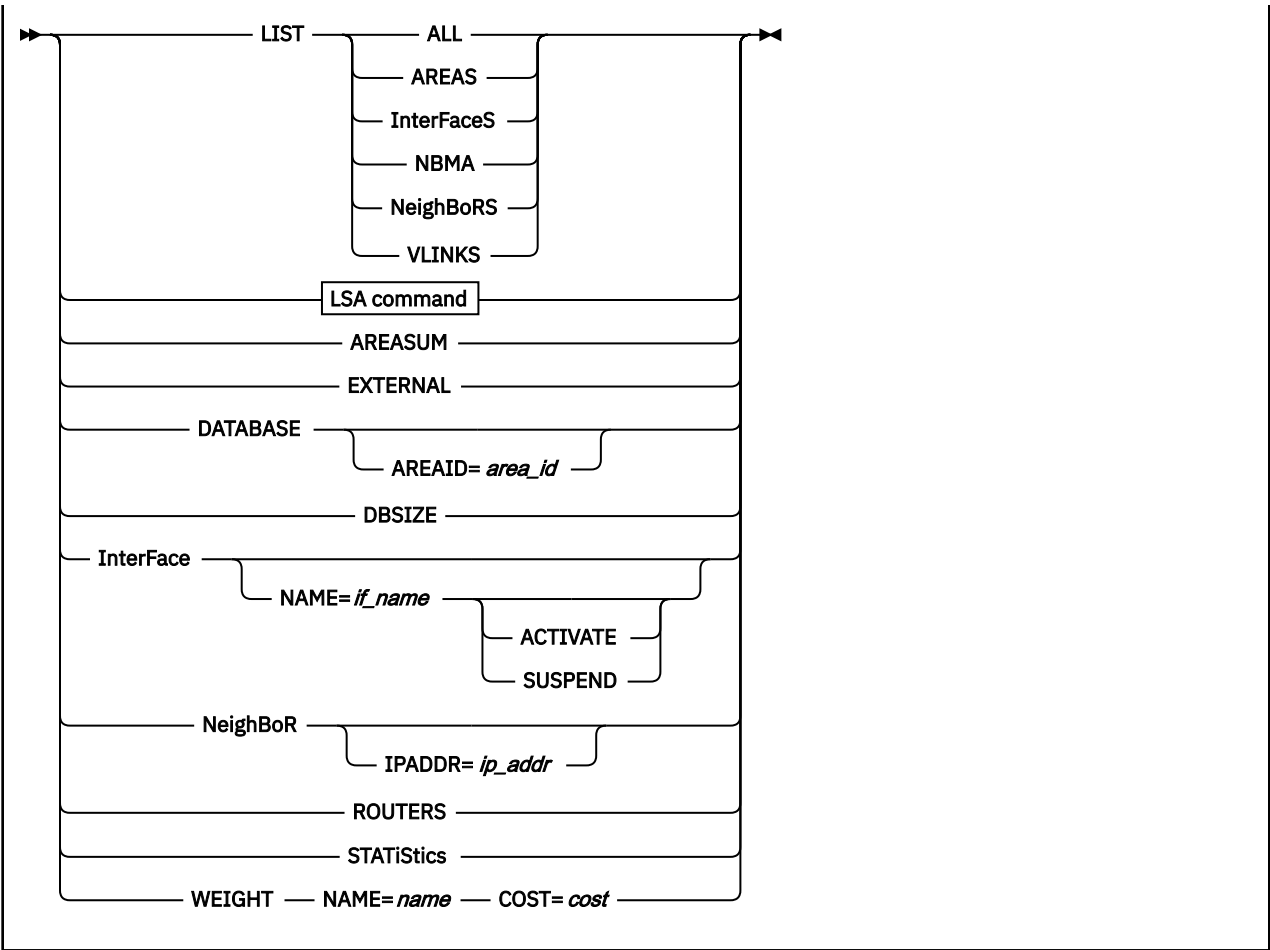 LIST ALL
AREAS
InterFaceS
NBMA
NeighBoRS
VLINKS
LSA command
AREASUM
EXTERNAL
DATABASE
AREAID= area_id
DBSIZE
InterFace
NAME= if_name
ACTIVATE
SUSPEND
NeighBoR
IPADDR= ip_addr
ROUTERS
STATiStics
WEIGHT NAME= name COST= cost